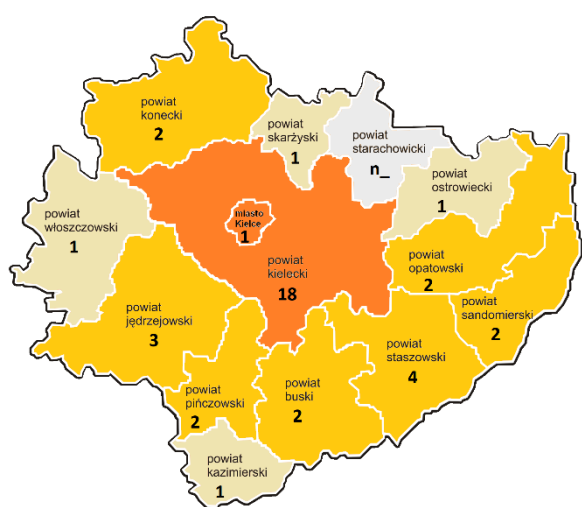 powiat
konecki
2
powiat
skarżyski
1
powiat
starachowicki
n_
powiat
ostrowiecki
1
powiat
włoszczowski
1
miasto
Kielce
1
powiat
kielecki
18
powiat
opatowski
2
powiat
sandomierski
2
powiat
jędrzejowski
3
powiat
staszowski
4
powiat
pińczowski
2
powiat
buski
2
powiat
kazimierski
1